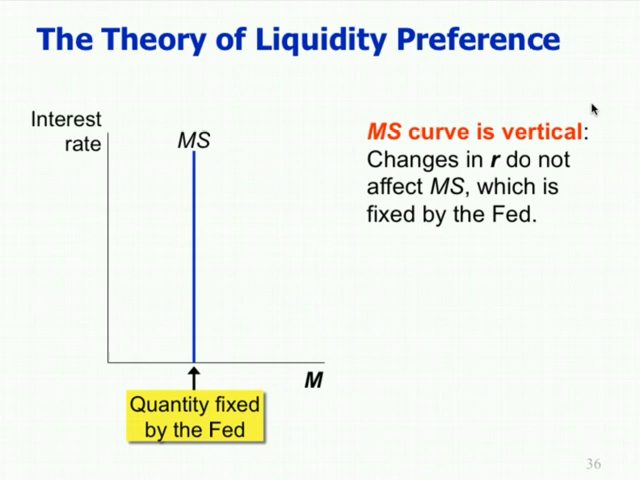 The Theory of Liquidity Preference
Interest
rate
MS
MS curve is vertical:
Changes in r do not
affect MS, which is
fixed by the Fed.
M
Quantity fixed
by the Fed
36